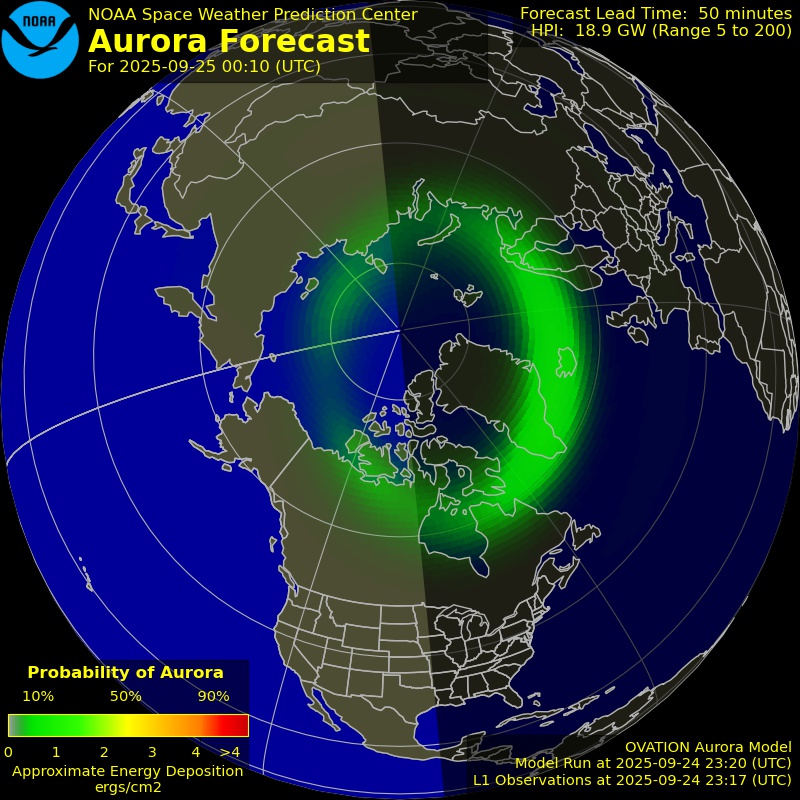 NOAA
NOAA Space Weather Prediction Center
Aurora Forecast
For 2025-09-25 00:10 (UTC)
Forecast Lead Time: 50 minutes
HPI: 18.9 GW (Range 5 to 200)
Probability of Aurora
10% 50% 90%
0 1 2 3 4 >4
Approximate Energy Deposition
ergs/cm2
OVATION Aurora Model
Model Run at 2025-09-24 23:20 (UTC)
L1 Observations at 2025-09-24 23:17 (UTC)